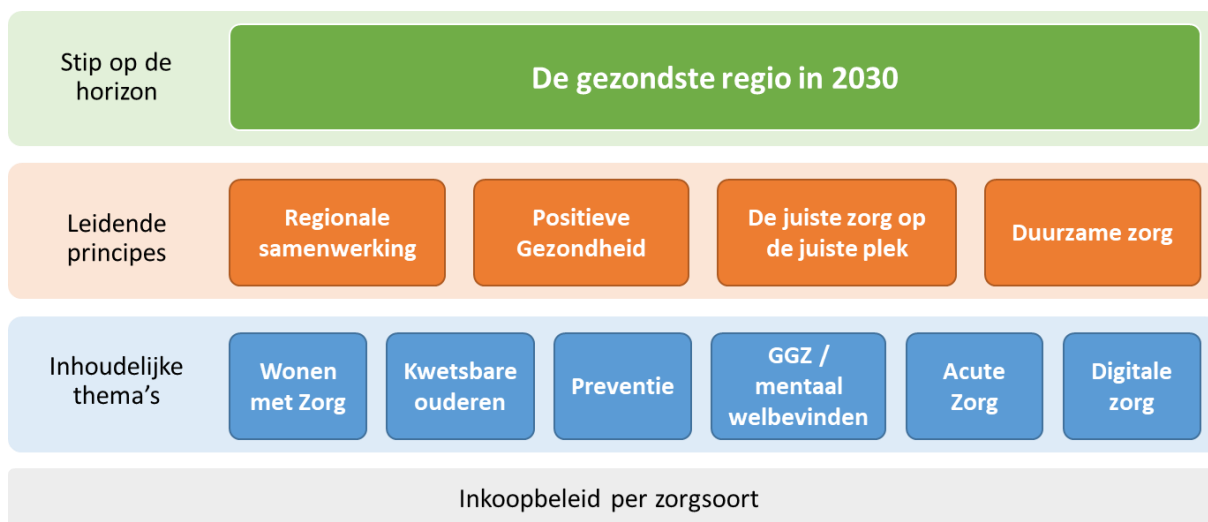 Stip op de
horizon
De gezondste regio in 2030
Leidende
principes
Regionale
samenwerking
Positieve
Gezondheid
De juiste zorg op
de juiste plek
Duurzame zorg
Inhoudelijke
thema’s
Wonen
met Zorg
Kwetsbare
ouderen
Preventie
GGZ /
mentaal
welbevinden
Acute
Zorg
Digitale
zorg
Inkoopbeleid per zorgsoort